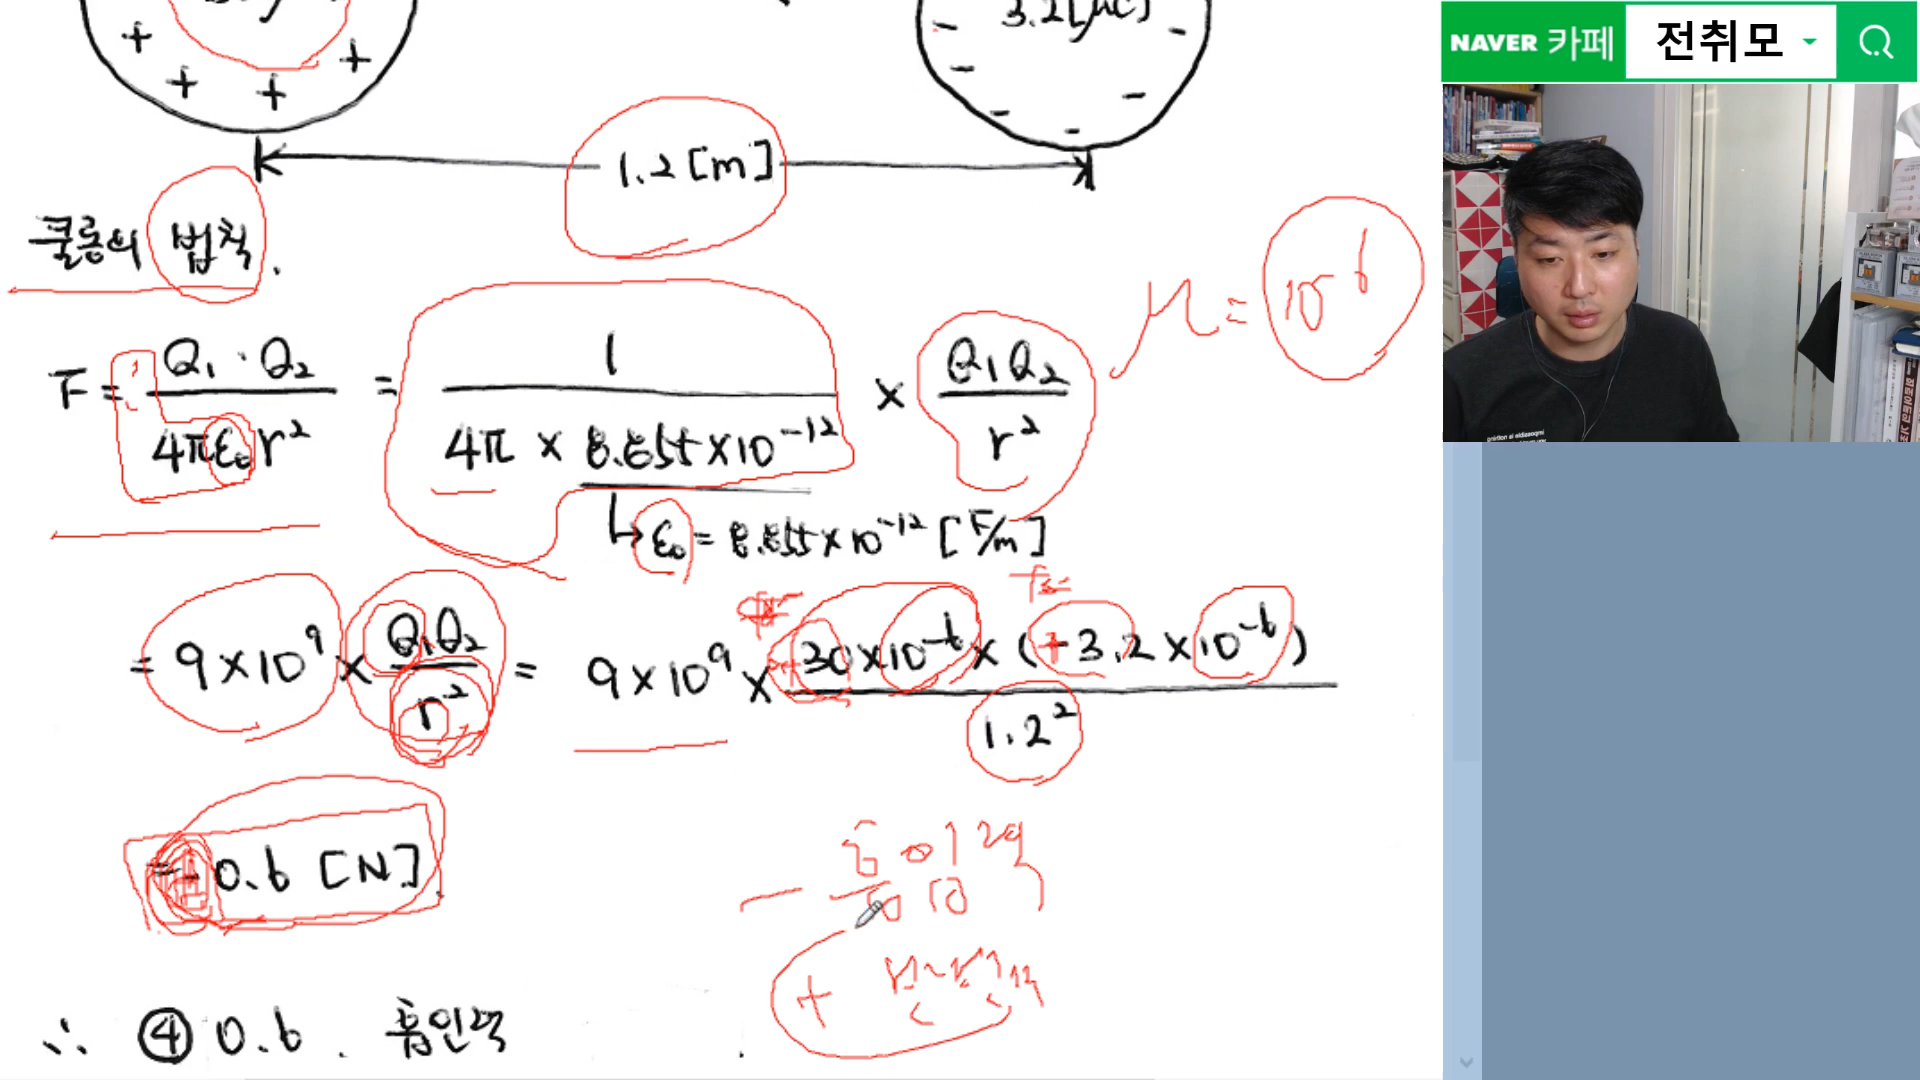 3.2[μC]
NAVER 카페 전취모
1.2[m]
쿨롱의 법칙.
μ = 10⁻⁶
F = Q₁·Q₂ / 4πε₀r² = 1 / 4π × 8.855×10⁻¹² × Q₁Q₂ / r²
↳ ε₀ = 8.855×10⁻¹² [F/m]
= 9×10⁹ × Q₁Q₂ / r² = 9×10⁹ × 30×10⁻⁶ × (-3.2×10⁻⁶) / 1.2²
= -0.6 [N].
- 흡인력
+ 반발력
∴ ④ 0.6. 흡인력